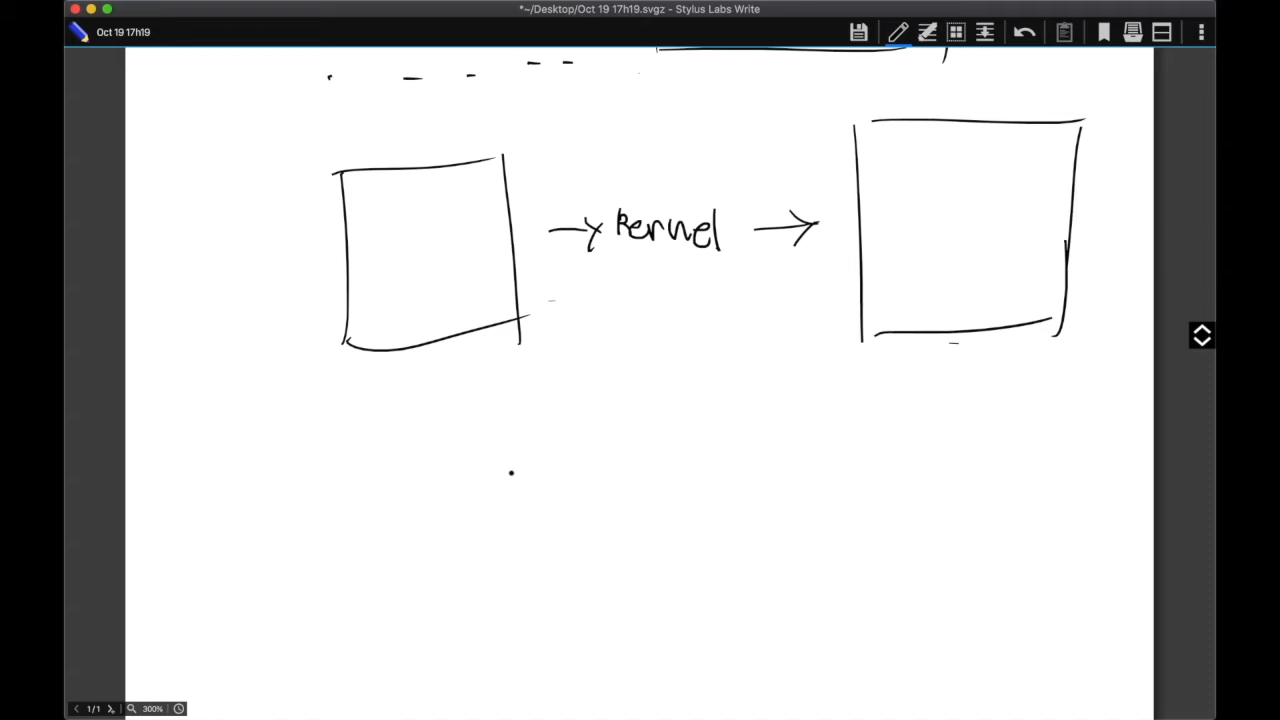 *~/Desktop/Oct 19 17h19.svgz - Stylus Labs Write
Oct 19 17h19
kernel
1/1
300%